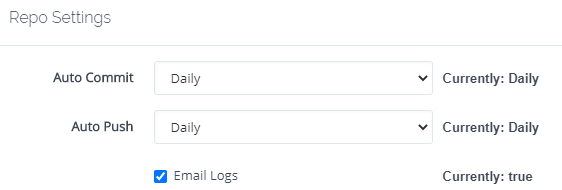 Repo Settings
Auto Commit Daily Currently: Daily
Auto Push Daily Currently: Daily
Email Logs Currently: true